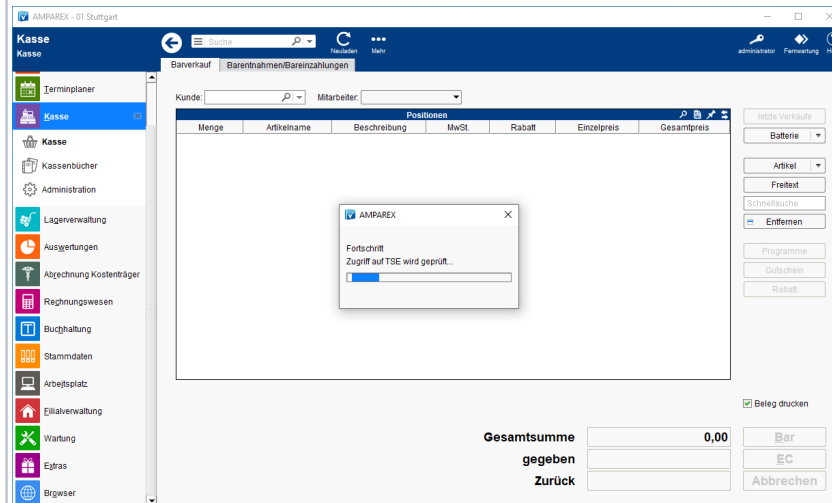 AMPAREX - 01 Stuttgart
Kasse
Kasse
Suche
Neuladen
Mehr
administrator
Fernwartung
Barverkauf
Barentnahmen/Bareinzahlungen
Terminplaner
Kasse
Kasse
Kassenbücher
Administration
Lagerverwaltung
Auswertungen
Abrechnung Kostenträger
Rechnungswesen
Buchhaltung
Stammdaten
Arbeitsplatz
Filialverwaltung
Wartung
Extras
Browser
Kunde:
Mitarbeiter:
Positionen
Menge Artikelname Beschreibung MwSt. Rabatt Einzelpreis Gesamtpreis
AMPAREX
Fortschritt
Zugriff auf TSE wird geprüft...
letzte Verkäufe
Batterie
Artikel
Freitext
Schnellsuche
Entfernen
Programme
Gutschein
Rabatt
Beleg drucken
Gesamtsumme 0,00
gegeben
Zurück
Bar
EC
Abbrechen